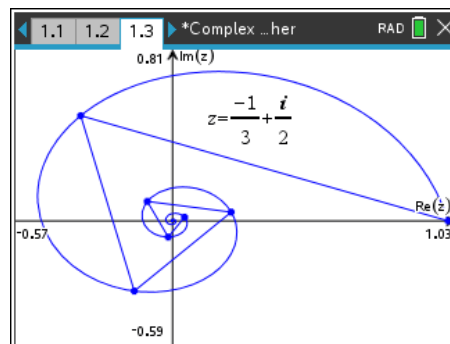 1.1 1.2 1.3 *Complex ...her RAD
0.81 Im(z)
z=-1/3+i/2
Re(z)
-0.57 1.03
-0.59